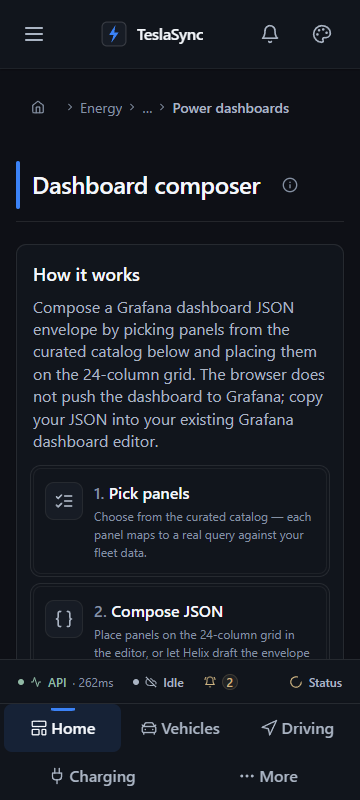 TeslaSync
Energy ... Power dashboards
Dashboard composer
How it works
Compose a Grafana dashboard JSON
envelope by picking panels from the
curated catalog below and placing them
on the 24-column grid. The browser does
not push the dashboard to Grafana; copy
your JSON into your existing Grafana
dashboard editor.
1. Pick panels
Choose from the curated catalog — each
panel maps to a real query against your
fleet data.
2. Compose JSON
Place panels on the 24-column grid in
the editor, or let Helix draft the envelope
API · 262ms Idle 2 Status
Home Vehicles Driving
Charging More